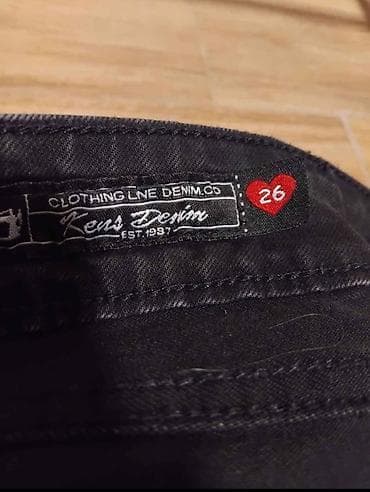 CLOTHING LNE DENIM.CO
Kens Denim
EST.1987
26